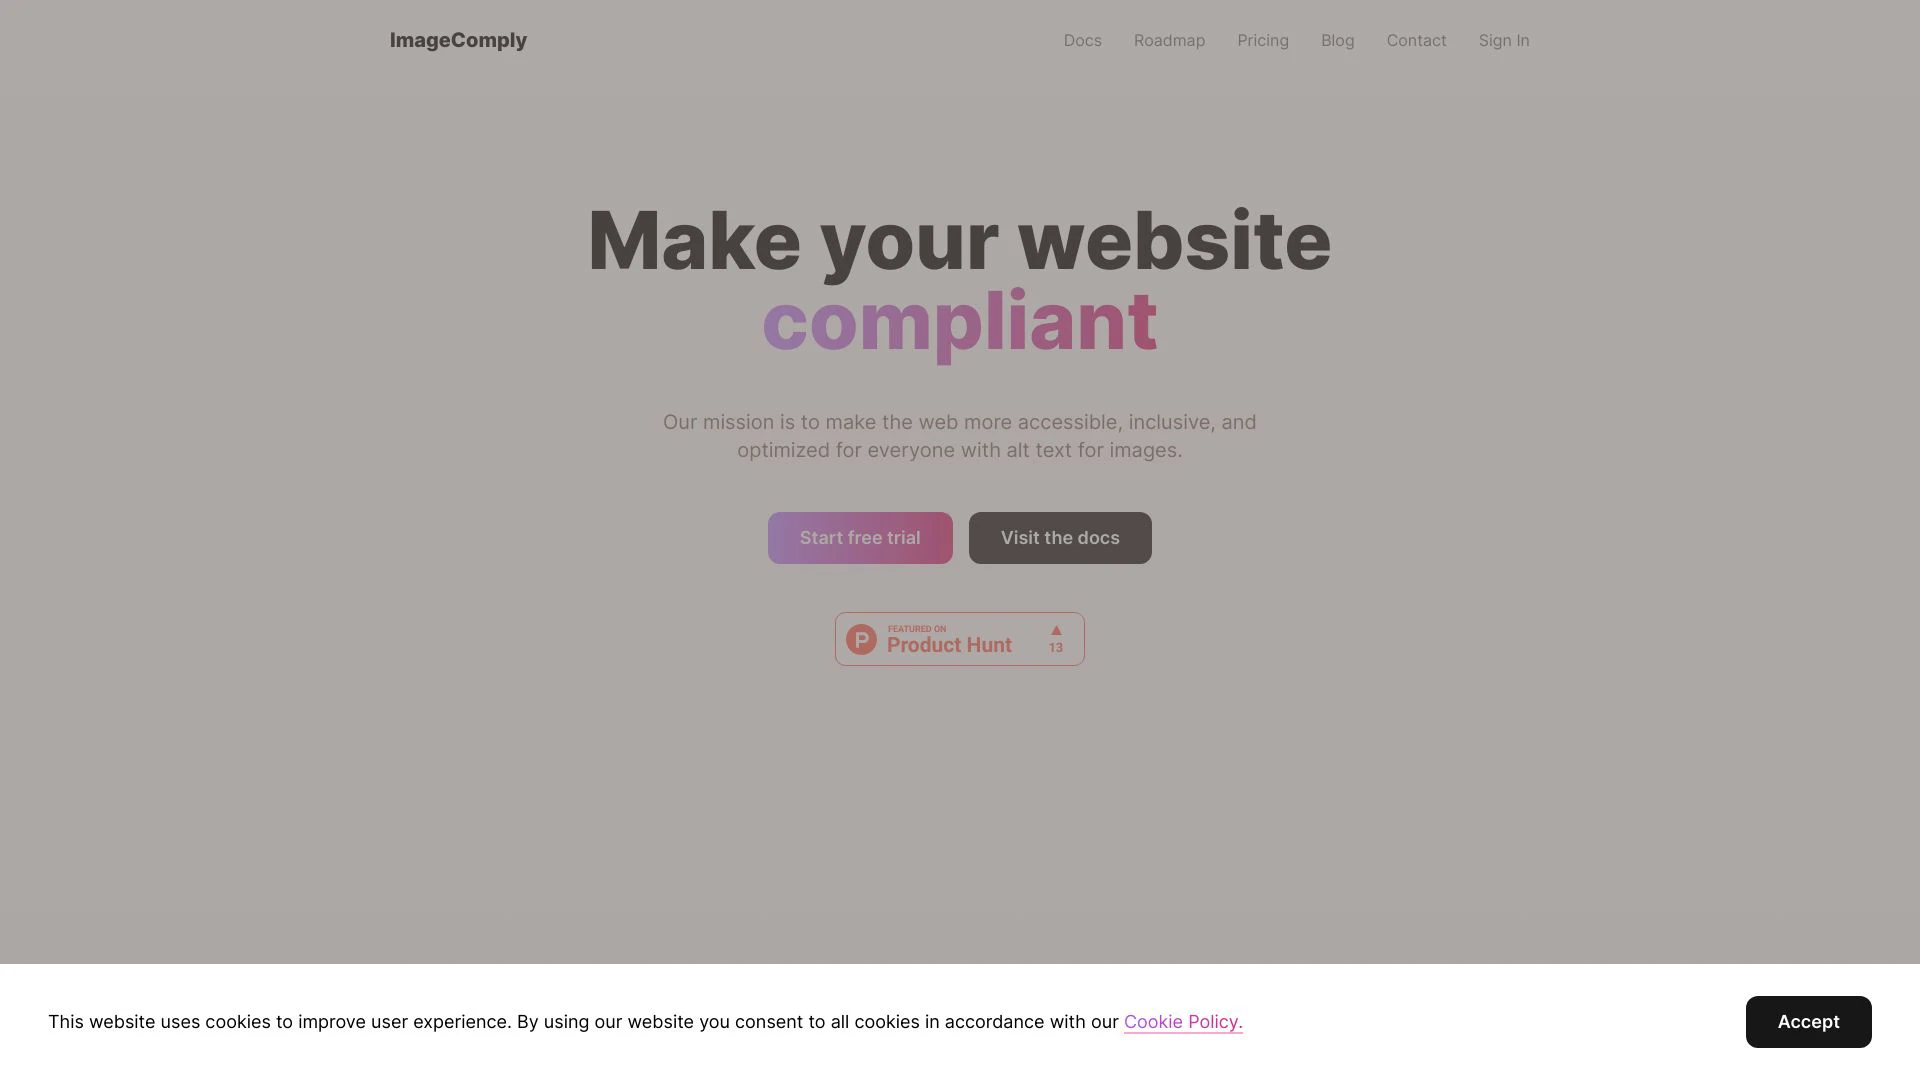 ImageComply
Docs
Roadmap
Pricing
Blog
Contact
Sign In
Make your website
compliant
Our mission is to make the web more accessible, inclusive, and
optimized for everyone with alt text for images.
Start free trial
Visit the docs
P
FEATURED ON
Product Hunt
▲
13
This website uses cookies to improve user experience. By using our website you consent to all cookies in accordance with our Cookie Policy.
Accept